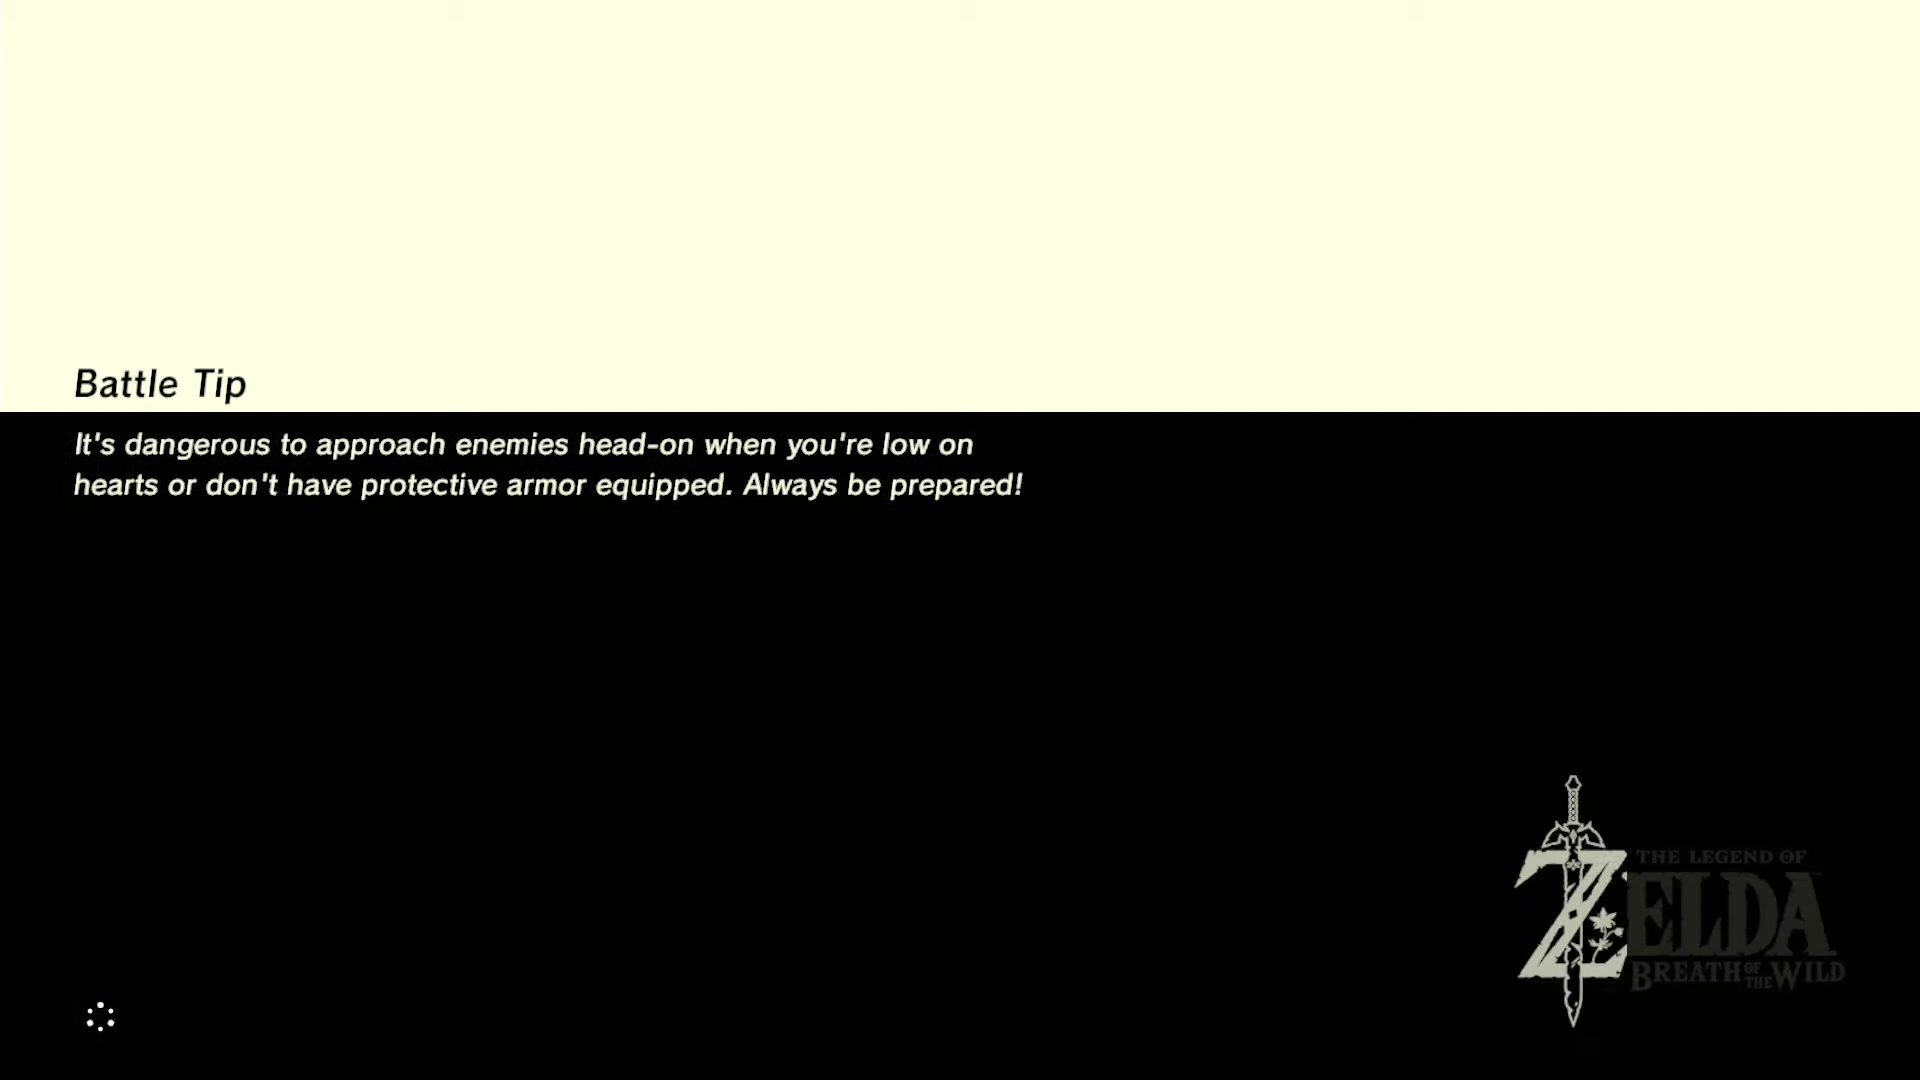 Battle Tip
It's dangerous to approach enemies head-on when you're low on
hearts or don't have protective armor equipped. Always be prepared!
THE LEGEND OF
ZELDA
BREATH OF THE WILD